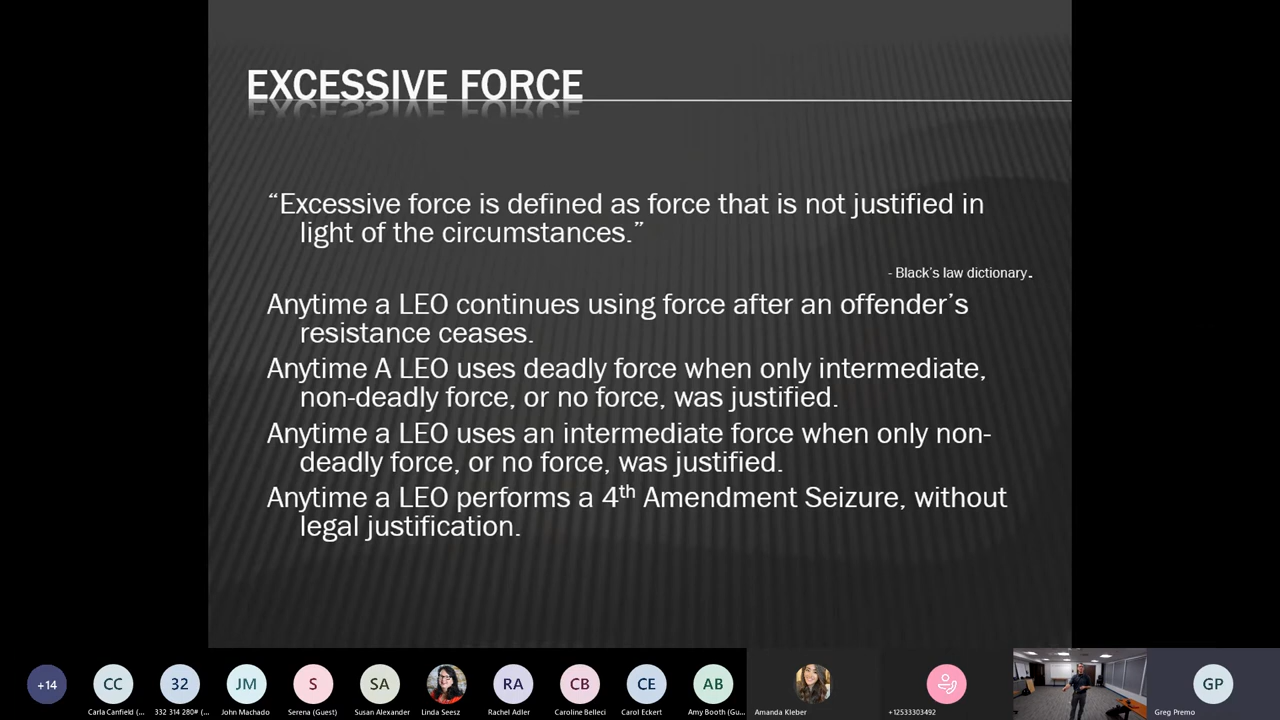 EXCESSIVE FORCE
“Excessive force is defined as force that is not justified in
light of the circumstances.”
- Black’s law dictionary.
Anytime a LEO continues using force after an offender’s
resistance ceases.
Anytime A LEO uses deadly force when only intermediate,
non-deadly force, or no force, was justified.
Anytime a LEO uses an intermediate force when only non-
deadly force, or no force, was justified.
Anytime a LEO performs a 4th Amendment Seizure, without
legal justification.
+14
CC
32
JM
S
SA
RA
CB
CE
AB
GP
Carla Canfield (...
332 314 280# (...
John Machado
Serena (Guest)
Susan Alexander
Linda Seesz
Rachel Adler
Caroline Belleci
Carol Eckert
Amy Booth (Gu...
Amanda Kleber
+12533303492
Greg Premo